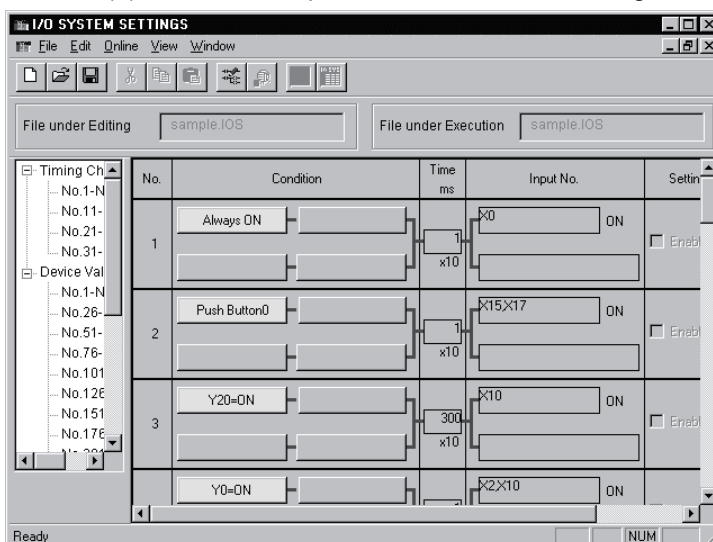 I/O SYSTEM SETTINGS
File Edit Online View Window
File under Editing sample.IOS File under Execution sample.IOS
Timing Ch
No.1-N
No.11-
No.21-
No.31-
Device Val
No.1-N
No.26-
No.51-
No.76-
No.101
No.126
No.151
No.176
No. Condition Time ms Input No. Settin
1 Always ON 1 x10 X0 ON Enabl
2 Push Button0 1 x10 X15,X17 ON Enabl
3 Y20=ON 300 x10 X10 ON Enabl
Y0=ON X2,X10 ON
Ready NUM